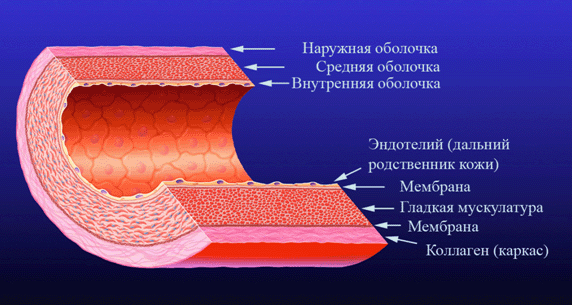 Наружная оболочка
Средняя оболочка
Внутренняя оболочка
Эндотелий (дальний
родственник кожи)
Мембрана
Гладкая мускулатура
Мембрана
Коллаген (каркас)